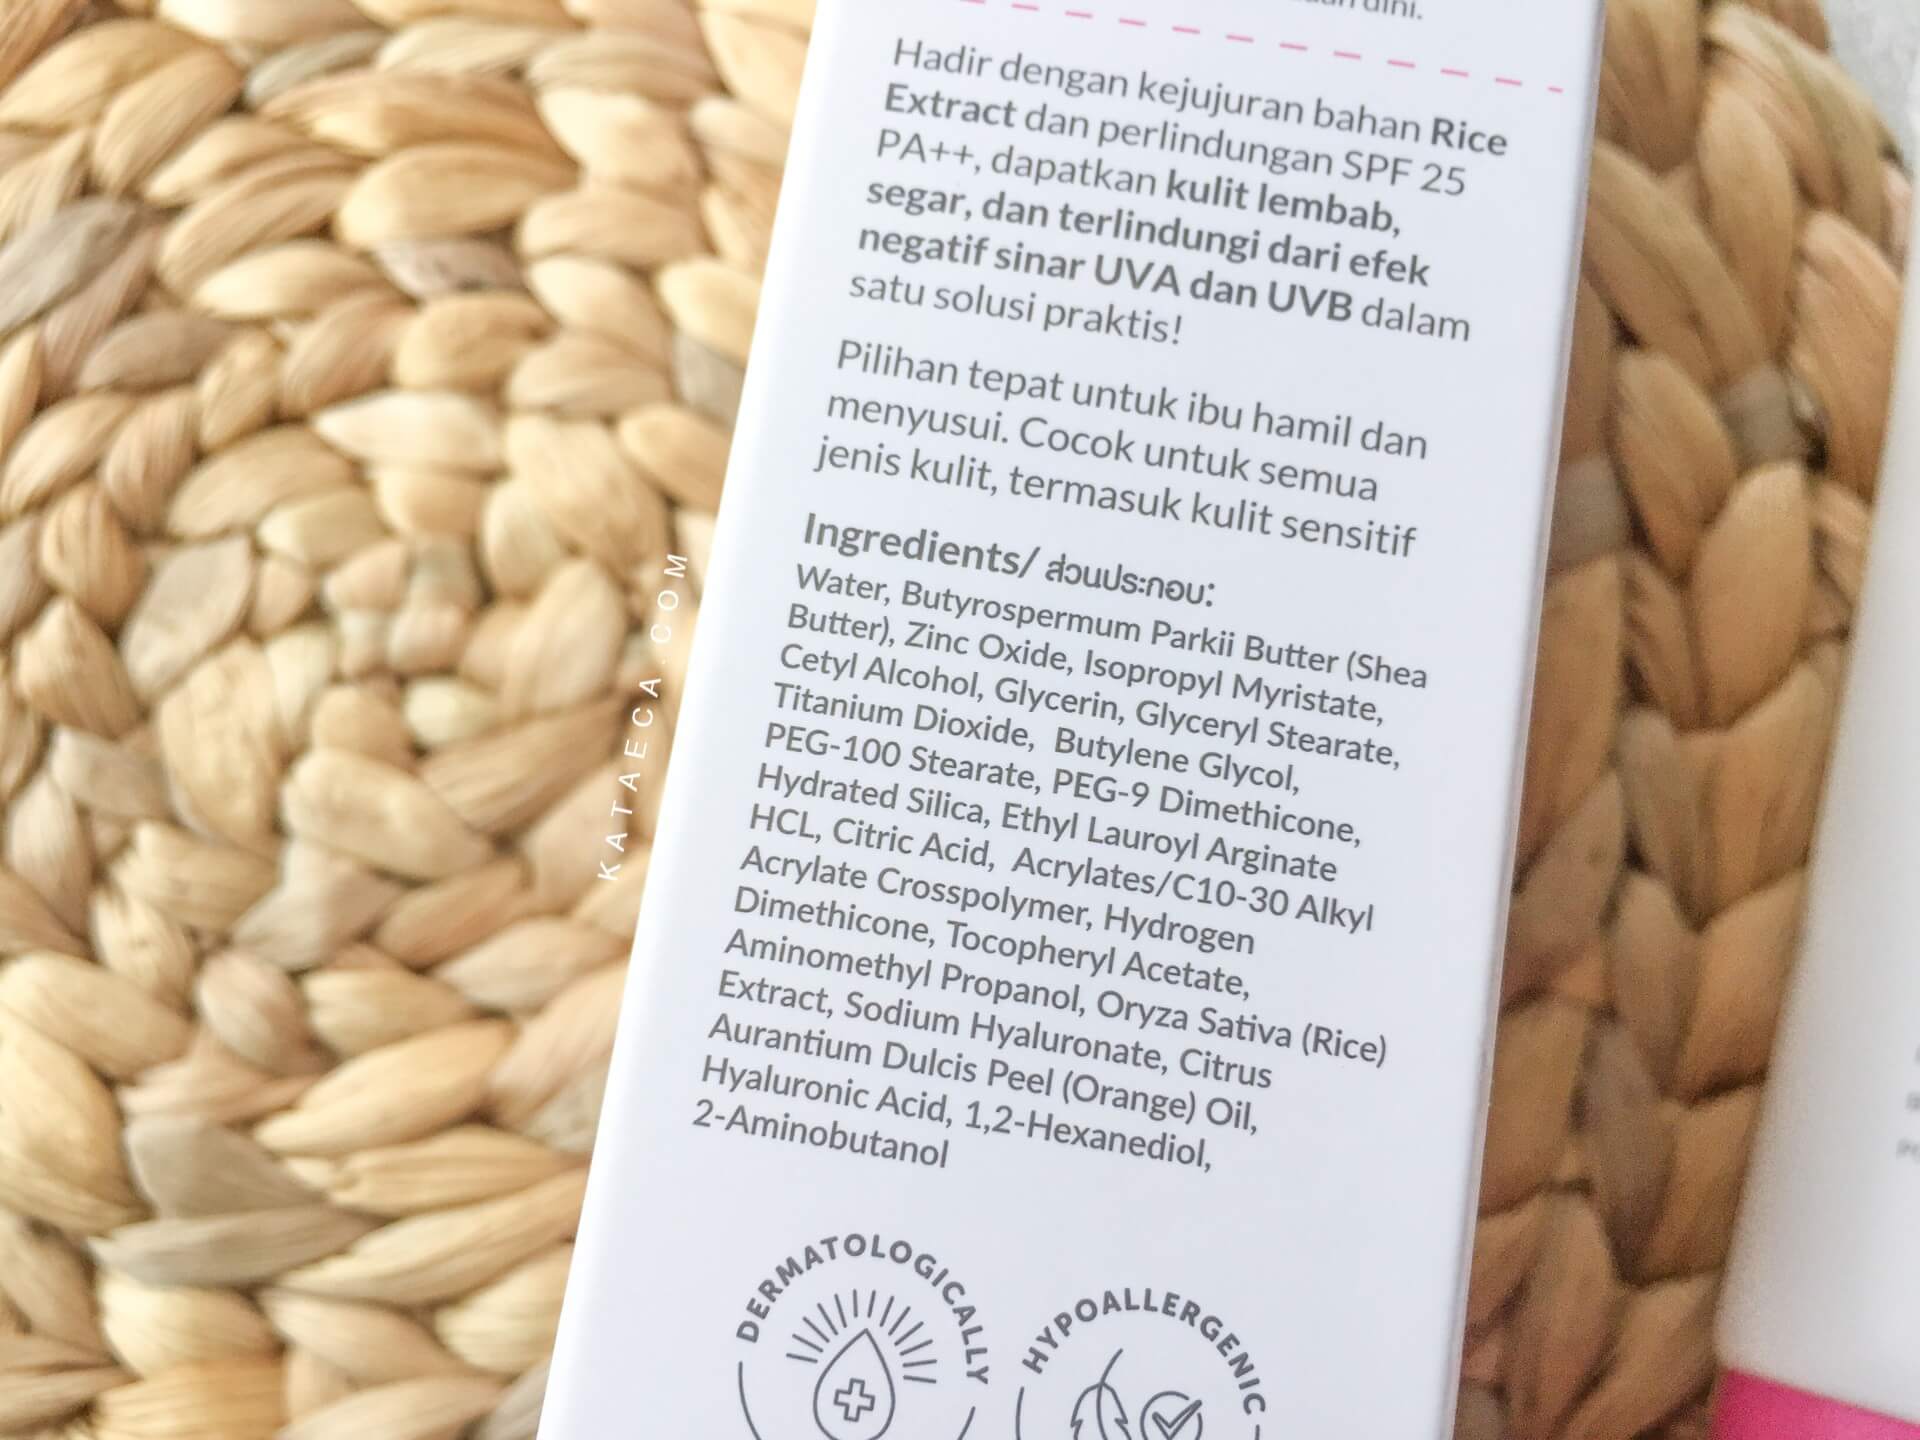 dini.
Hadir dengan kejujuran bahan Rice
Extract dan perlindungan SPF 25
PA++, dapatkan kulit lembab,
segar, dan terlindungi dari efek
negatif sinar UVA dan UVB dalam
satu solusi praktis!
Pilihan tepat untuk ibu hamil dan
menyusui. Cocok untuk semua
jenis kulit, termasuk kulit sensitif
Ingredients/ ส่วนประกอบ:
Water, Butyrospermum Parkii Butter (Shea
Butter), Zinc Oxide, Isopropyl Myristate,
Cetyl Alcohol, Glycerin, Glyceryl Stearate,
Titanium Dioxide, Butylene Glycol,
PEG-100 Stearate, PEG-9 Dimethicone,
Hydrated Silica, Ethyl Lauroyl Arginate
HCL, Citric Acid, Acrylates/C10-30 Alkyl
Acrylate Crosspolymer, Hydrogen
Dimethicone, Tocopheryl Acetate,
Aminomethyl Propanol, Oryza Sativa (Rice)
Extract, Sodium Hyaluronate, Citrus
Aurantium Dulcis Peel (Orange) Oil,
Hyaluronic Acid, 1,2-Hexanediol,
2-Aminobutanol
DERMATOLOGICALLY
HYPOALLERGENIC
KATAECA.COM